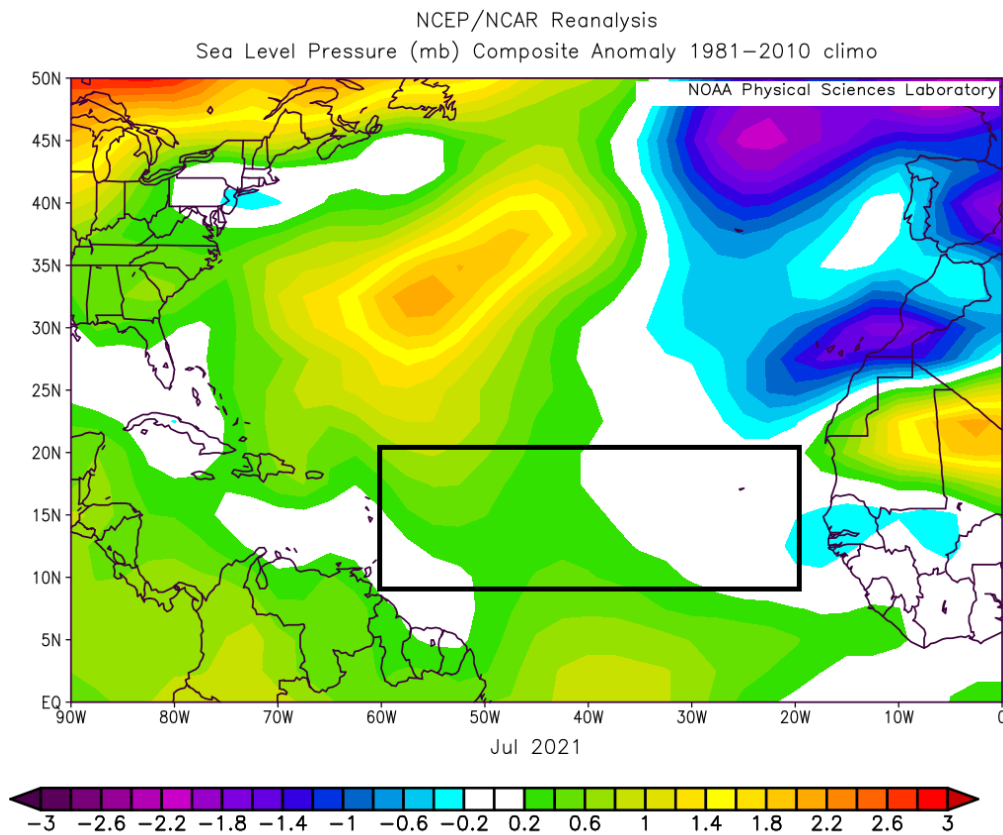 NCEP/NCAR Reanalysis
Sea Level Pressure (mb) Composite Anomaly 1981-2010 climo
50N
NOAA Physical Sciences Laboratory
45N
40N
35N
30N
25N
20N
15N
10N
5N
EQ
90W 80W 70W 60W 50W 40W 30W 20W 10W 0
Jul 2021
-3 -2.6 -2.2 -1.8 -1.4 -1 -0.6 -0.2 0.2 0.6 1 1.4 1.8 2.2 2.6 3